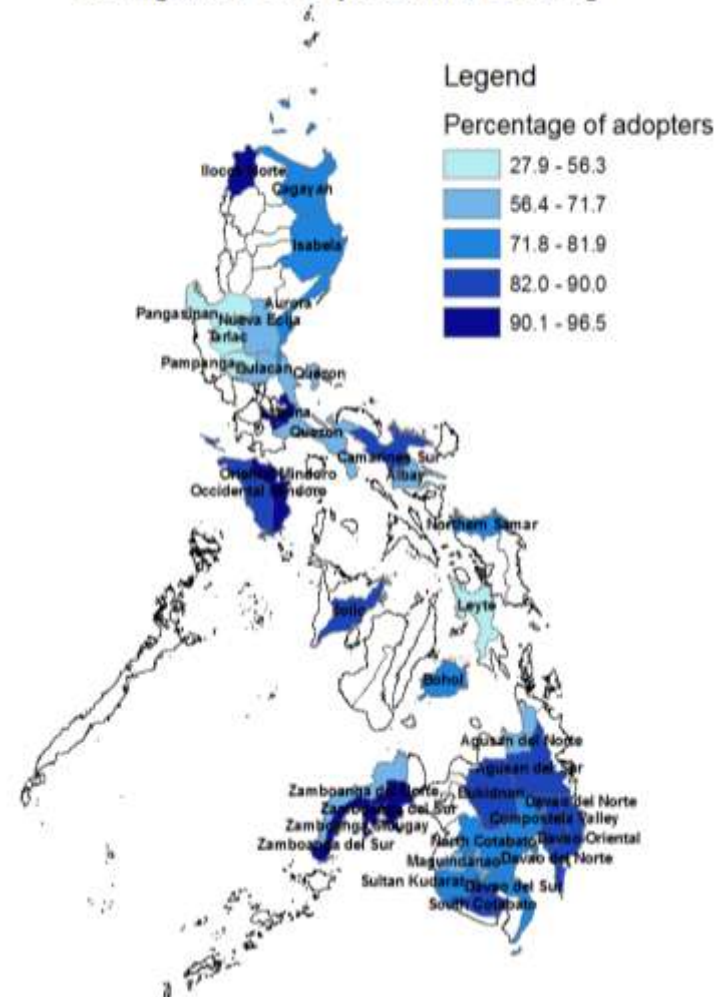 Legend
Percentage of adopters
27.9 - 56.3
56.4 - 71.7
71.8 - 81.9
82.0 - 90.0
90.1 - 96.5
Ilocos Norte
Cagayan
Isabela
Aurora
Pangasinan
Nueva Ecija
Tarlac
Pampanga
Bulacan
Quezon
Laguna
Quezon
Camarines Sur
Albay
Oriental Mindoro
Occidental Mindoro
Northern Samar
Iloilo
Leyte
Bohol
Agusan del Norte
Agusan del Sur
Zamboanga del Norte
Bukidnon
Davao del Norte
Zamboanga del Sur
Compostela Valley
Zamboanga Sibugay
Davao Oriental
North Cotabato
Zamboanga del Sur
Maguindanao
Davao del Norte
Sultan Kudarat
Davao del Sur
South Cotabato